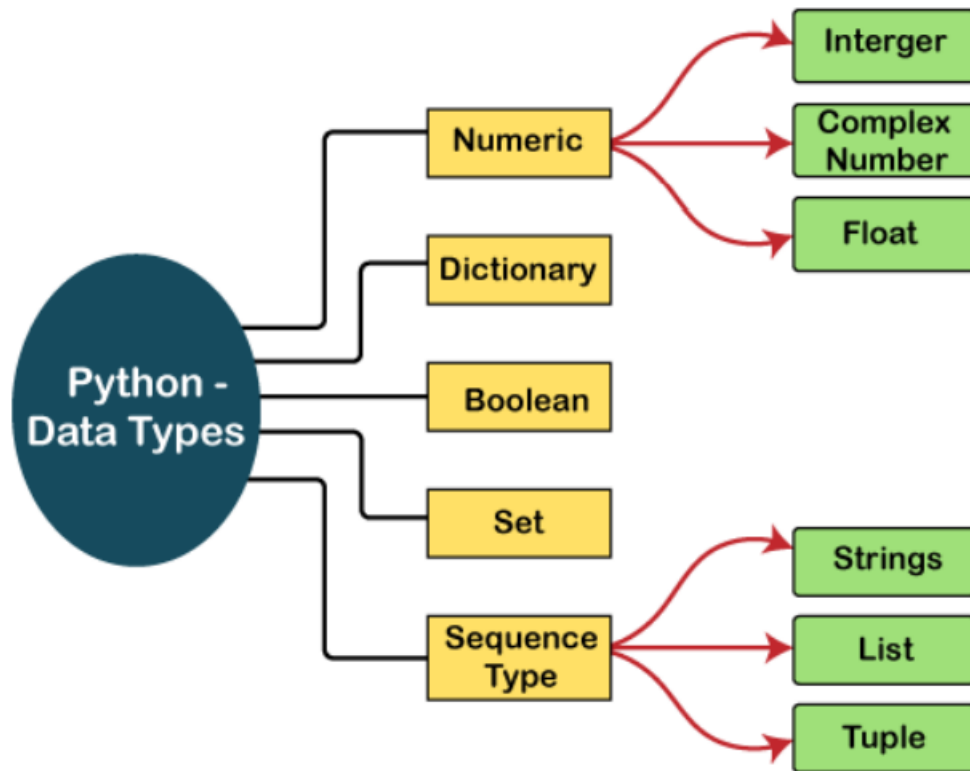 Python -
Data Types
Numeric
Dictionary
Boolean
Set
Sequence
Type
Interger
Complex
Number
Float
Strings
List
Tuple